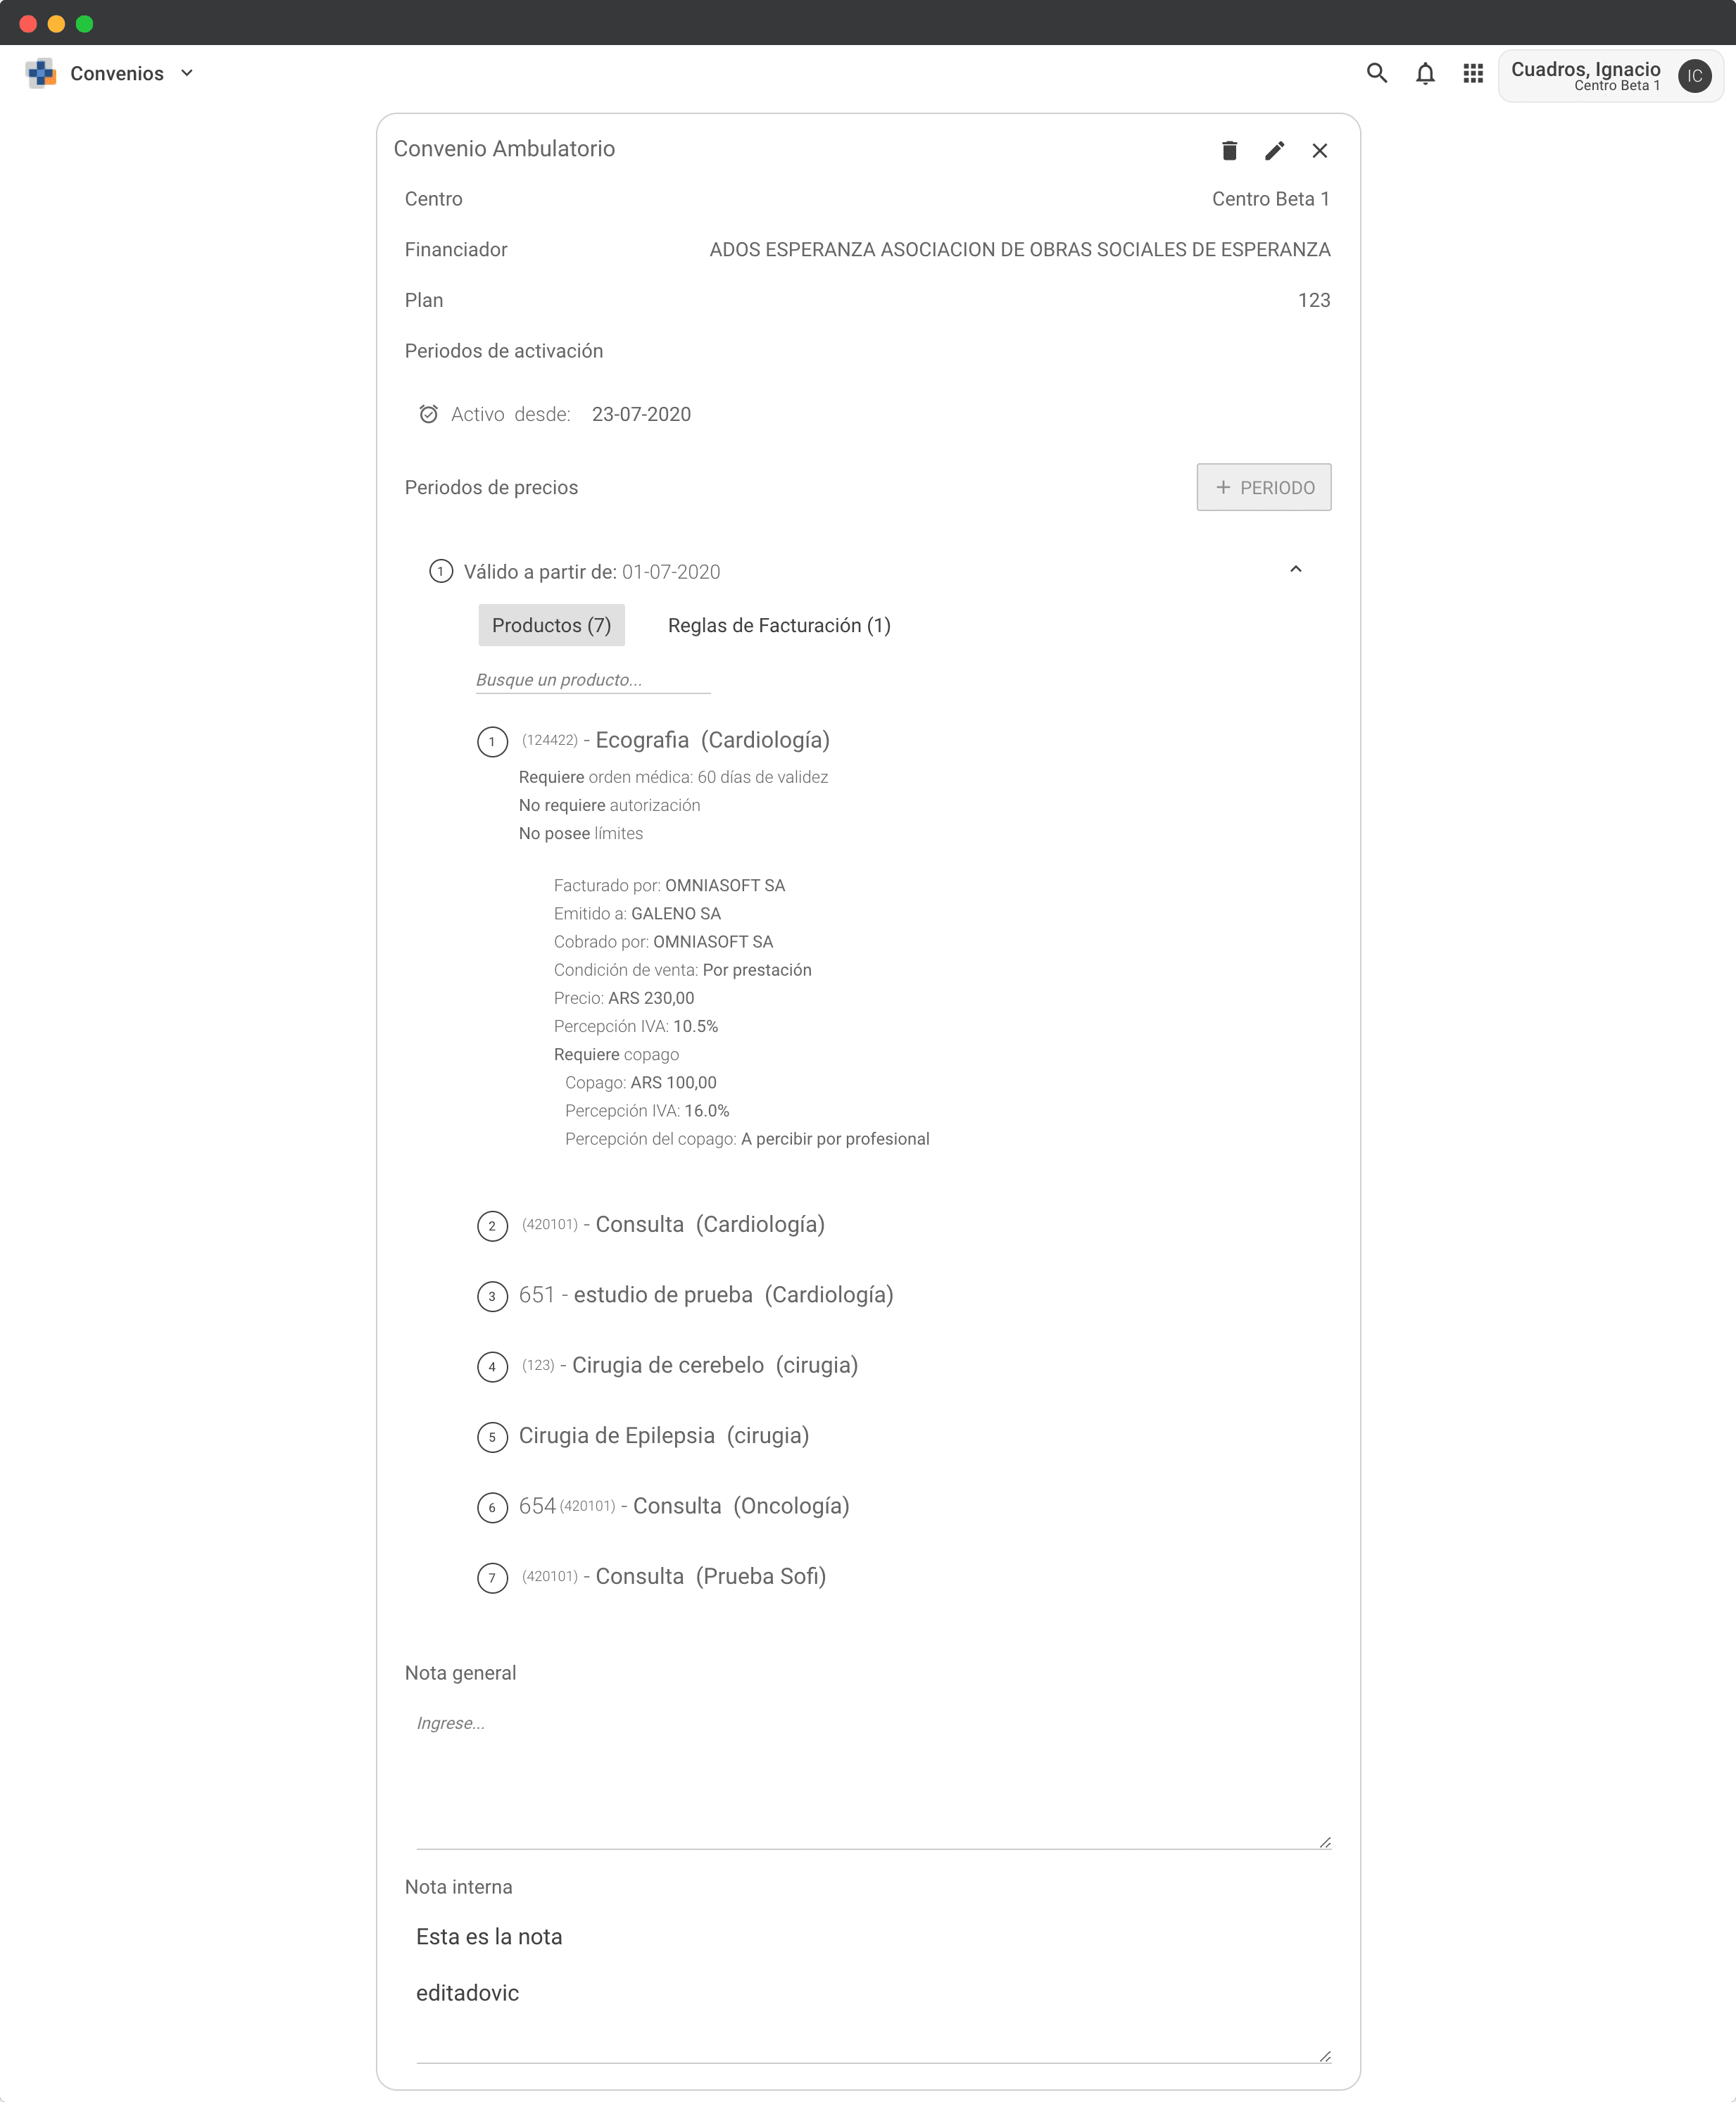 Convenios
Cuadros, Ignacio
Centro Beta 1
IC
Convenio Ambulatorio
Centro Centro Beta 1
Financiador ADOS ESPERANZA ASOCIACION DE OBRAS SOCIALES DE ESPERANZA
Plan 123
Periodos de activación
Activo desde: 23-07-2020
Periodos de precios + PERIODO
1 Válido a partir de: 01-07-2020
Productos (7) Reglas de Facturación (1)
Busque un producto...
1 (124422) - Ecografia (Cardiología)
Requiere orden médica: 60 días de validez
No requiere autorización
No posee límites
Facturado por: OMNIASOFT SA
Emitido a: GALENO SA
Cobrado por: OMNIASOFT SA
Condición de venta: Por prestación
Precio: ARS 230,00
Percepción IVA: 10.5%
Requiere copago
Copago: ARS 100,00
Percepción IVA: 16.0%
Percepción del copago: A percibir por profesional
2 (420101) - Consulta (Cardiología)
3 651 - estudio de prueba (Cardiología)
4 (123) - Cirugia de cerebelo (cirugia)
5 Cirugia de Epilepsia (cirugia)
6 654 (420101) - Consulta (Oncología)
7 (420101) - Consulta (Prueba Sofi)
Nota general
Ingrese...
Nota interna
Esta es la nota
editadovic